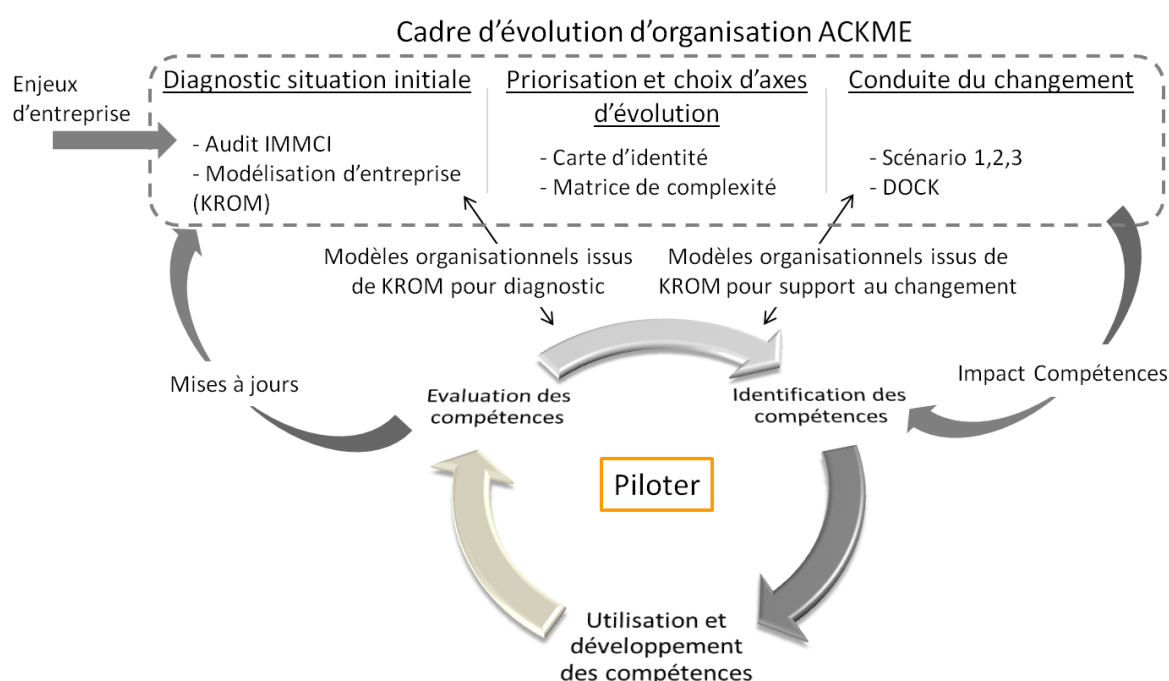 Cadre d’évolution d’organisation ACKME
Enjeux
d’entreprise
Diagnostic situation initiale
- Audit IMMCI
- Modélisation d’entreprise
(KROM)
Priorisation et choix d’axes
d’évolution
- Carte d’identité
- Matrice de complexité
Conduite du changement
- Scénario 1,2,3
- DOCK
Modèles organisationnels issus
de KROM pour diagnostic
Modèles organisationnels issus de
KROM pour support au changement
Mises à jours
Evaluation des
compétences
Identification des
compétences
Impact Compétences
Piloter
Utilisation et
développement
des compétences